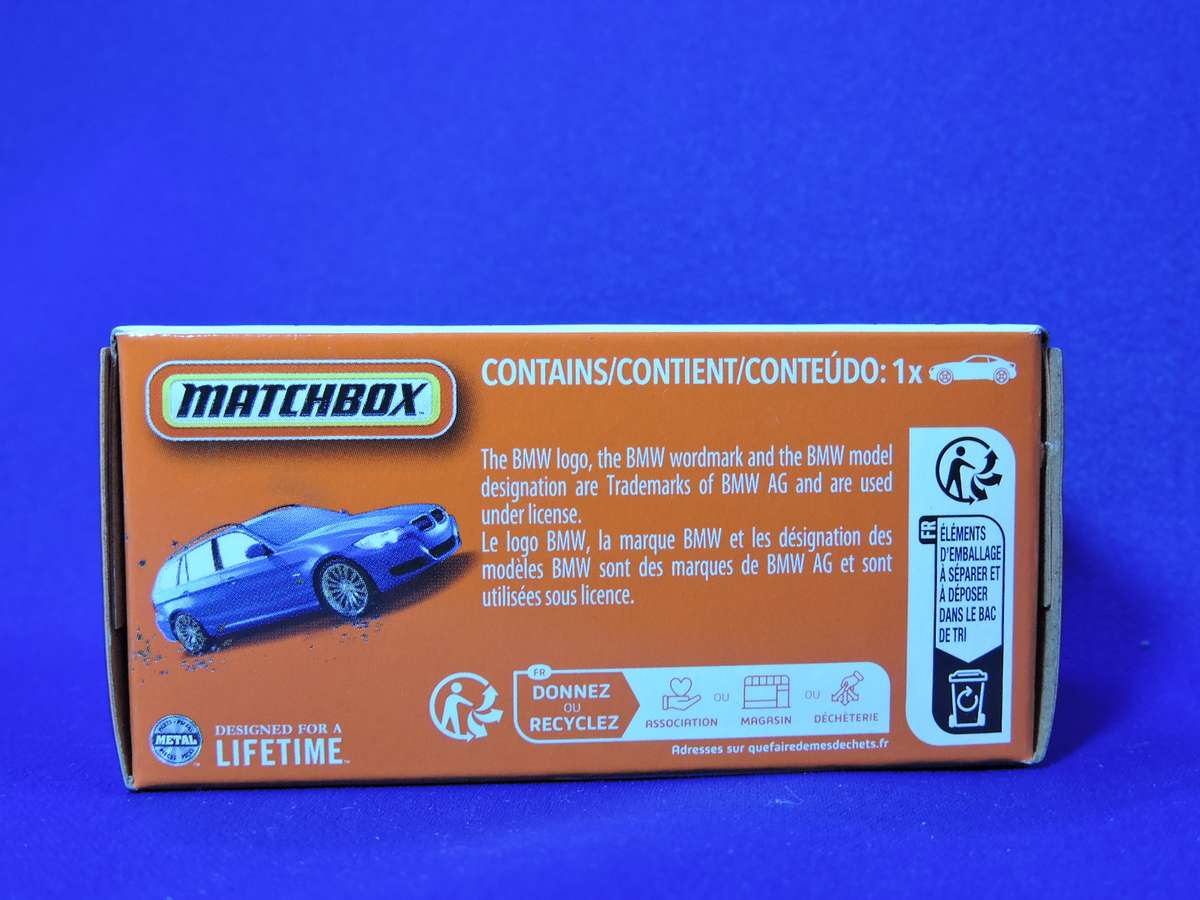 MATCHBOX™
CONTAINS/CONTIENT/CONTEÚDO: 1x
The BMW logo, the BMW wordmark and the BMW model
designation are Trademarks of BMW AG and are used
under license.
Le logo BMW, la marque BMW et les désignation des
modèles BMW sont des marques de BMW AG et sont
utilisées sous licence.
FR
ÉLÉMENTS
D'EMBALLAGE
À SÉPARER ET
À DÉPOSER
DANS LE BAC
DE TRI
FR
DONNEZ
OU
RECYCLEZ
ASSOCIATION
OU
MAGASIN
OU
DÉCHÈTERIE
Adresses sur quefairedemesdechets.fr
METAL
DESIGNED FOR A
LIFETIME™